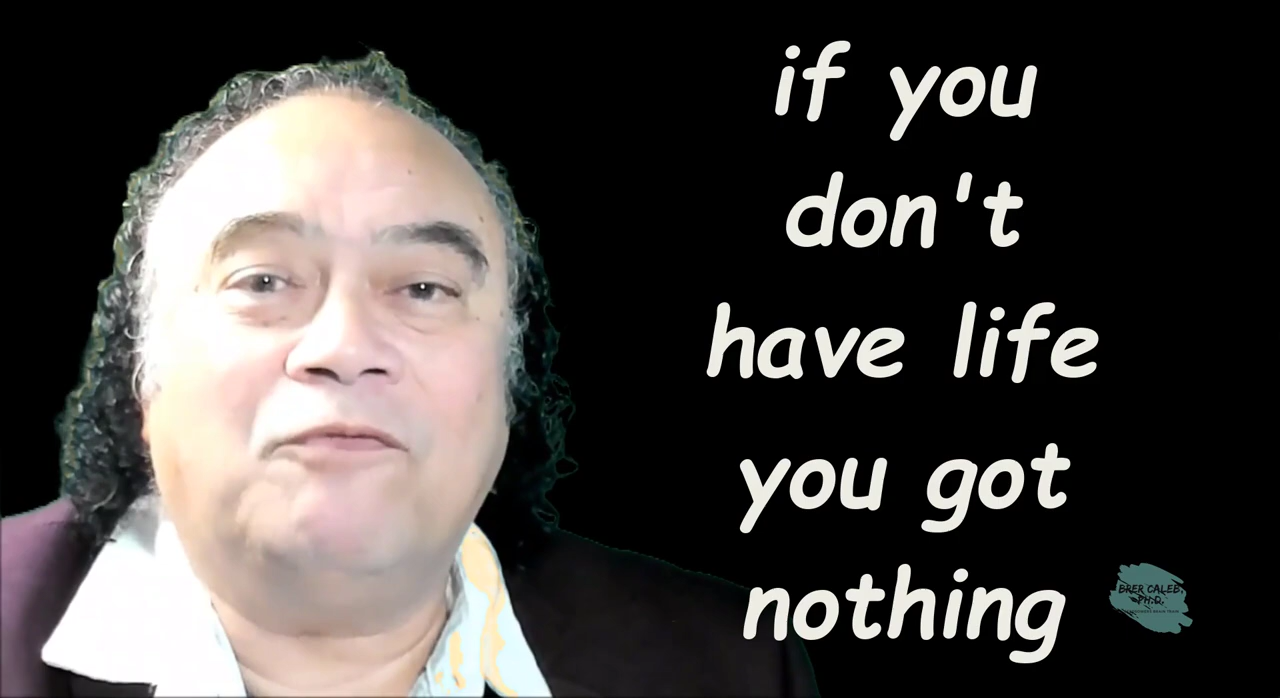 if you
don't
have life
you got
nothing
BRER CALEB,
PH.D.